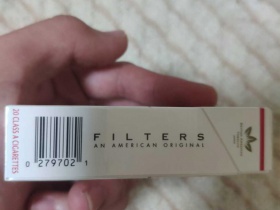 20 CLASS A CIGARETTES
FILTERS
AN AMERICAN ORIGINAL
0 279702 1